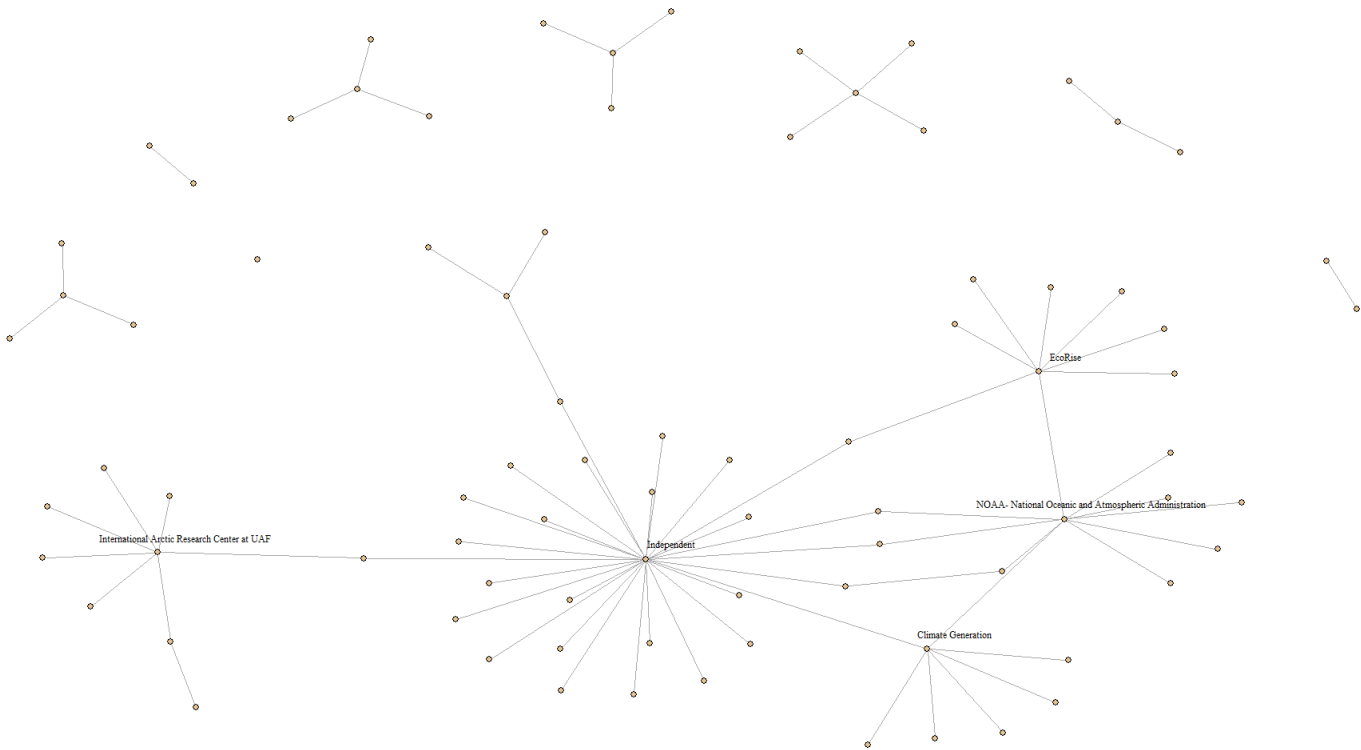 EcoRise
NOAA- National Oceanic and Atmospheric Administration
International Arctic Research Center at UAF
Independent
Climate Generation